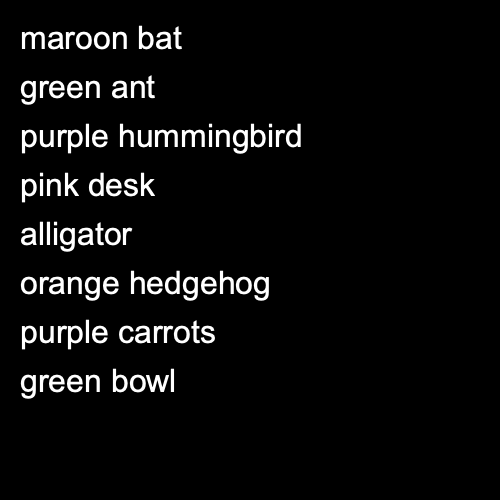 maroon bat
green ant
purple hummingbird
pink desk
alligator
orange hedgehog
purple carrots
green bowl